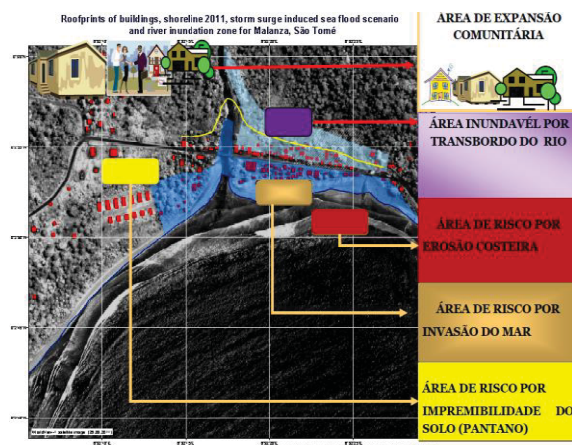 Roofprints of buildings, shoreline 2011, storm surge induced sea flood scenario
and river inundation zone for Malanza, São Tomé
ÁREA DE EXPANSÃO
COMUNITÁRIA
ÁREA INUNDAVÉL POR
TRANSBORDO DO RIO
ÁREA DE RISCO POR
EROSÃO COSTEIRA
ÁREA DE RISCO POR
INVASÃO DO MAR
ÁREA DE RISCO POR
IMPREMIBILIDADE DO
SOLO (PANTANO)